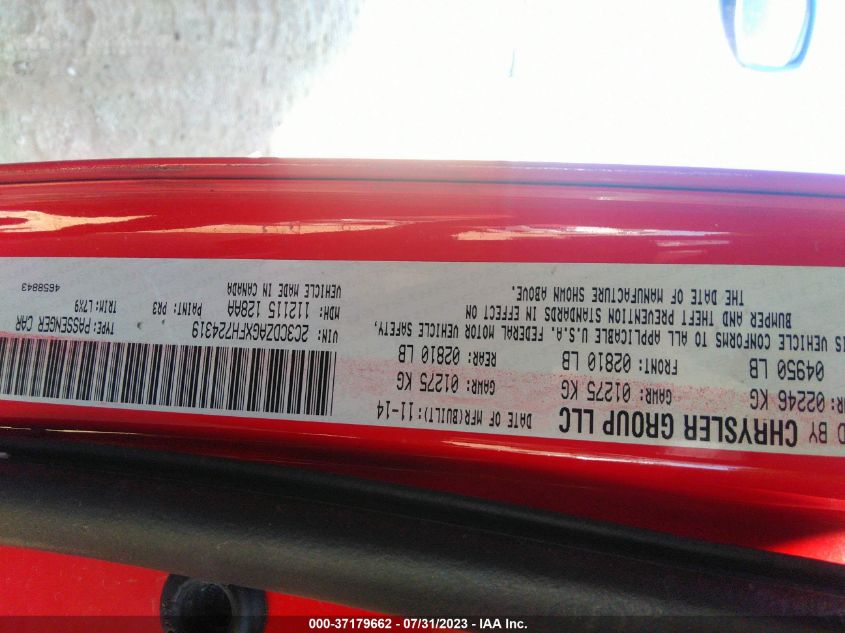 D BY CHRYSLER GROUP LLC DATE OF MFR(BUILT):11-14
R: 02246 KG GAWR: 01275 KG GAWR: 01275 KG
04950 LB FRONT: 02810 LB REAR: 02810 LB
IS VEHICLE CONFORMS TO ALL APPLICABLE U.S.A. FEDERAL MOTOR VEHICLE SAFETY,
BUMPER AND THEFT PREVENTION STANDARDS IN EFFECT ON
THE DATE OF MANUFACTURE SHOWN ABOVE.
VIN: 2C3CDZAGXFH724319 TYPE: PASSENGER CAR
MDH: 112115 128AA PAINT: PR3 TRIM: L7X9
VEHICLE MADE IN CANADA 4658843
000-37179662 - 07/31/2023 - IAA Inc.